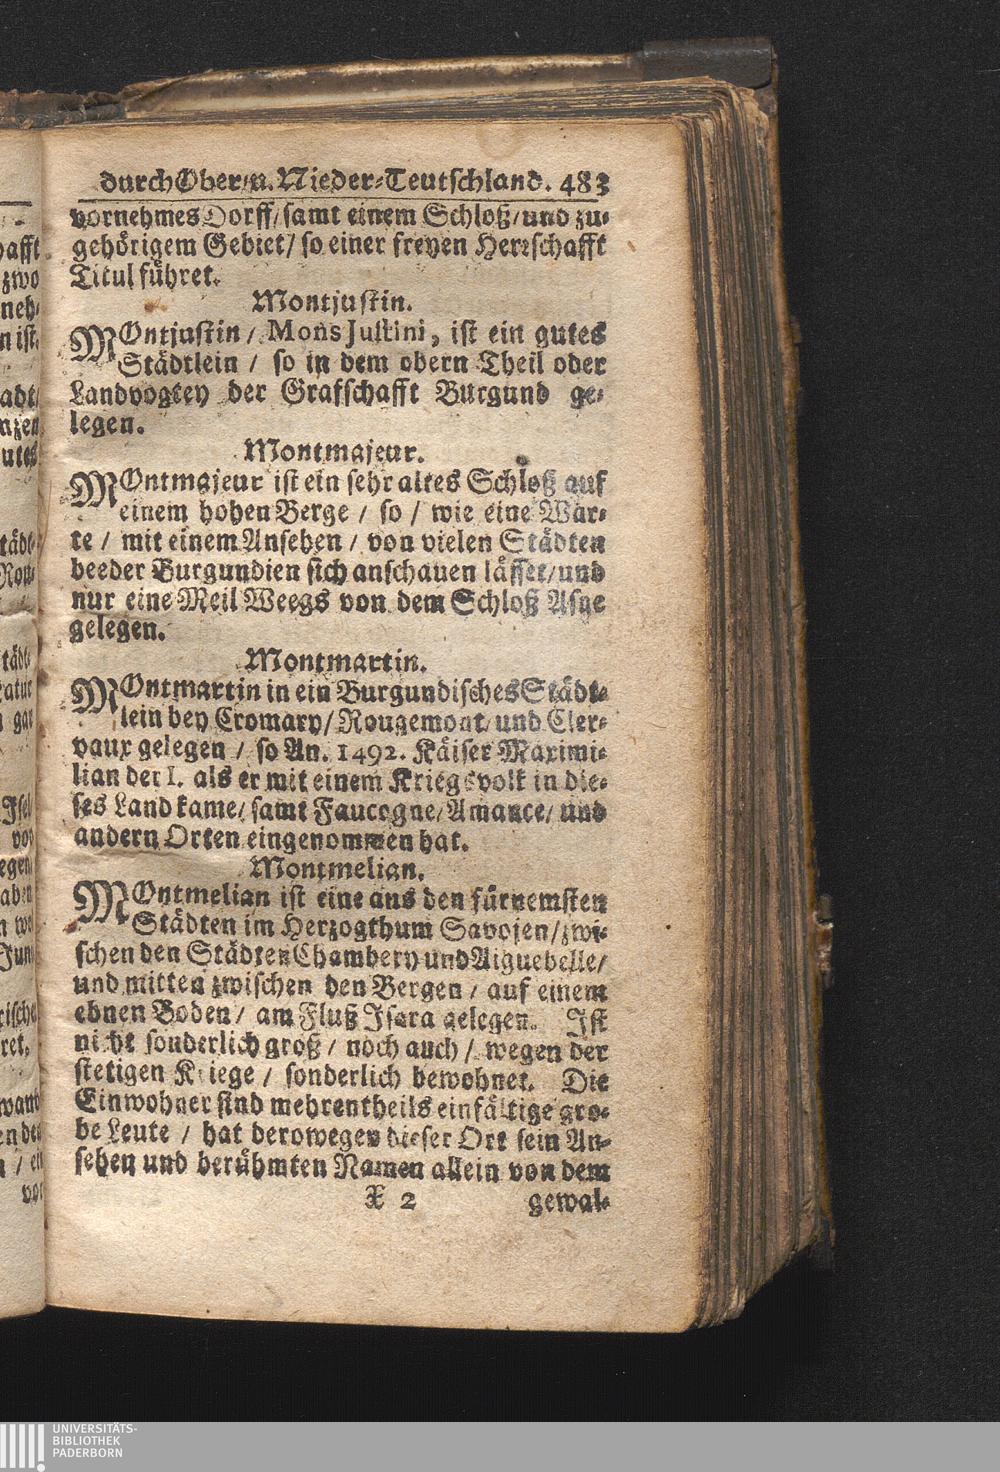 durch Ober-u. Nieder-Teutschland. 483
vornehmes Dorff/ samt einem Schloß/ und zu-
gehörigem Gebiet/ so einer freyen Herrschafft
Titul führet.
Montjustin.
MOntjustin/ Mons Justini, ist ein gutes
Städtlein / so in dem obern Theil oder
Landvogtey der Grafschafft Burgund ge-
legen.
Montmajeur.
MOntmajeur ist ein sehr altes Schloß auf
einem hohen Berge / so / wie eine War-
te / mit einem Ansehen / von vielen Städten
beeder Burgundien sich anschauen lässet/ und
nur eine Meil Weegs von dem Schloß Asne
gelegen.
Montmartin.
MOntmartin in ein Burgundisches Städt-
lein bey Cromary/ Rougemont/ und Cler-
vaux gelegen / so An. 1492. Käiser Maximi-
lian der I. als er mit einem Kriegsvolk in die-
ses Land kame/ samt Faucogne/ Amance/ und
andern Orten eingenommen hat.
Montmelian.
MOntmelian ist eine aus den fürnemsten
Städten im Herzogthum Savojen/ zwi-
schen den Städten Chambery und Aiguebelle/
und mitten zwischen den Bergen / auf einem
ebnen Boden / am Fluß Isara gelegen. Ist
nicht sonderlich groß / noch auch / wegen der
stetigen Kriege / sonderlich bewohnet. Die
Einwohner sind mehrentheils einfältige gro-
be Leute / hat derowegen dieser Ort sein An-
sehen und berühmten Namen allein von dem
X 2 gewal-
UNIVERSITÄTS-
BIBLIOTHEK
PADERBORN